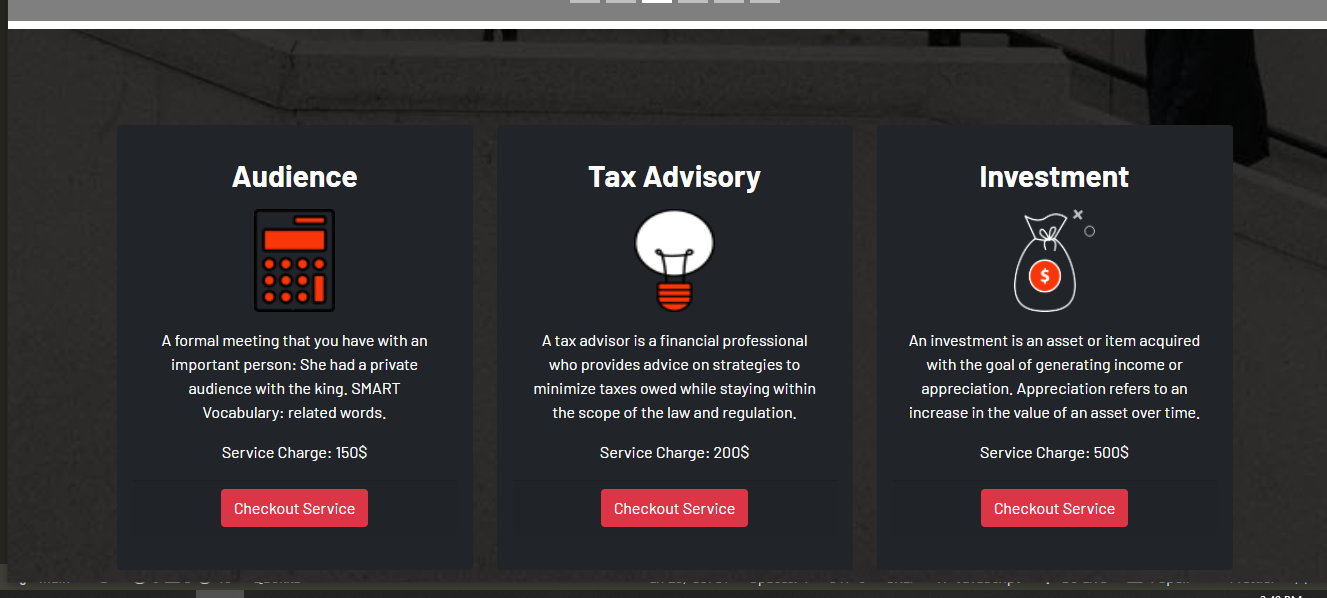 Audience
Tax Advisory
Investment
$
A formal meeting that you have with an
important person: She had a private
audience with the king. SMART
Vocabulary: related words.
Service Charge: 150$
Checkout Service
A tax advisor is a financial professional
who provides advice on strategies to
minimize taxes owed while staying within
the scope of the law and regulation.
Service Charge: 200$
Checkout Service
An investment is an asset or item acquired
with the goal of generating income or
appreciation. Appreciation refers to an
increase in the value of an asset over time.
Service Charge: 500$
Checkout Service